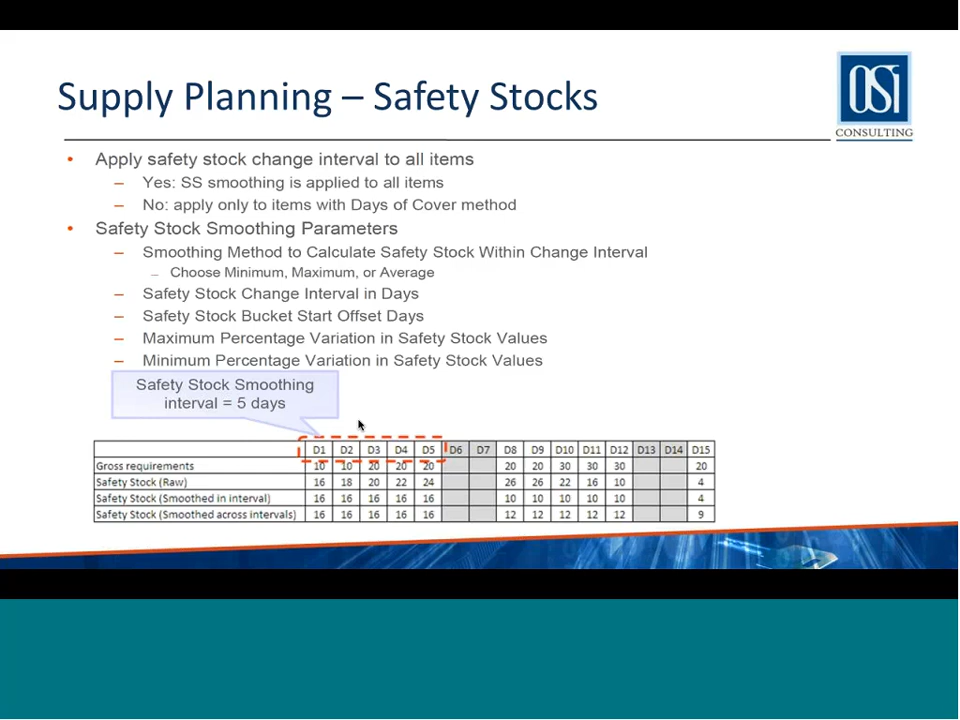 Supply Planning – Safety Stocks
OSI
CONSULTING
• Apply safety stock change interval to all items
– Yes: SS smoothing is applied to all items
– No: apply only to items with Days of Cover method
• Safety Stock Smoothing Parameters
– Smoothing Method to Calculate Safety Stock Within Change Interval
– Choose Minimum, Maximum, or Average
– Safety Stock Change Interval in Days
– Safety Stock Bucket Start Offset Days
– Maximum Percentage Variation in Safety Stock Values
– Minimum Percentage Variation in Safety Stock Values
Safety Stock Smoothing
interval = 5 days
D1 D2 D3 D4 D5 D6 D7 D8 D9 D10 D11 D12 D13 D14 D15
Gross requirements 10 10 20 20 20 20 20 30 30 30 20
Safety Stock (Raw) 16 18 20 22 24 26 26 22 16 10 4
Safety Stock (Smoothed in interval) 16 16 16 16 16 10 10 10 10 10 4
Safety Stock (Smoothed across intervals) 16 16 16 16 16 12 12 12 12 12 9